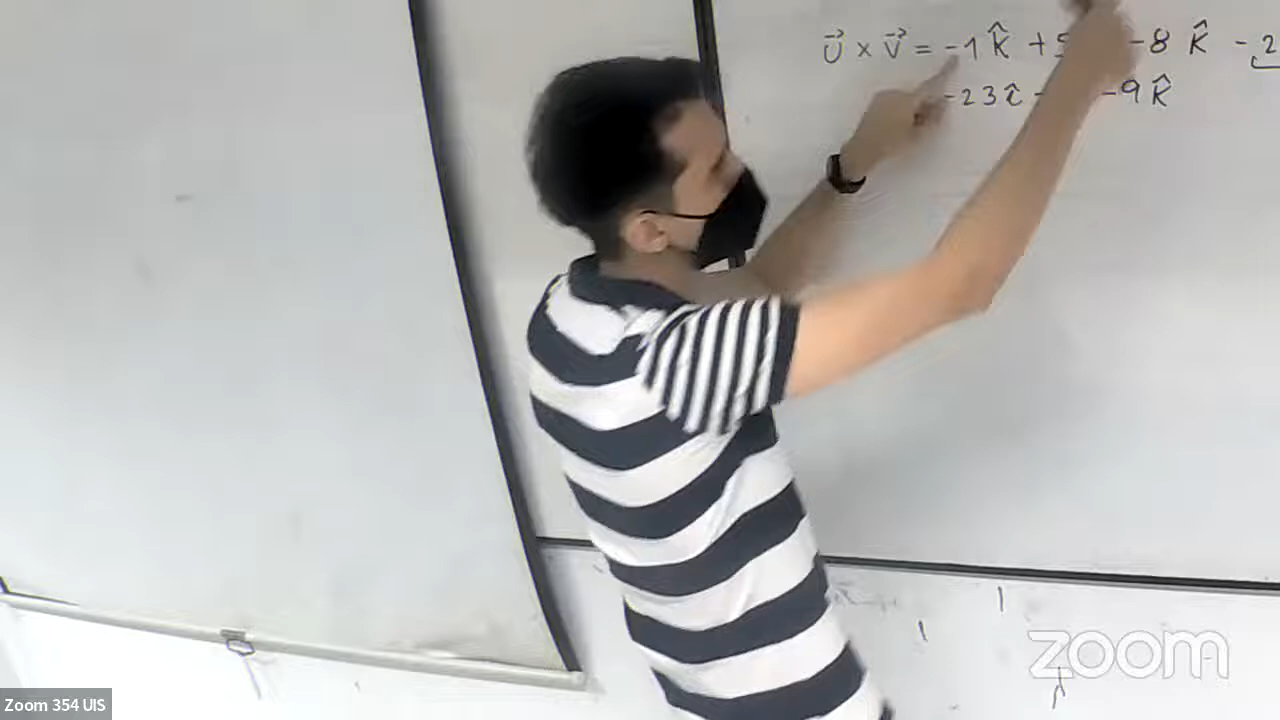 U⃗ × V⃗ = -1 k̂ + 5 -8 k̂ - 2
-23 î - -9 k̂
zoom
Zoom 354 UIS